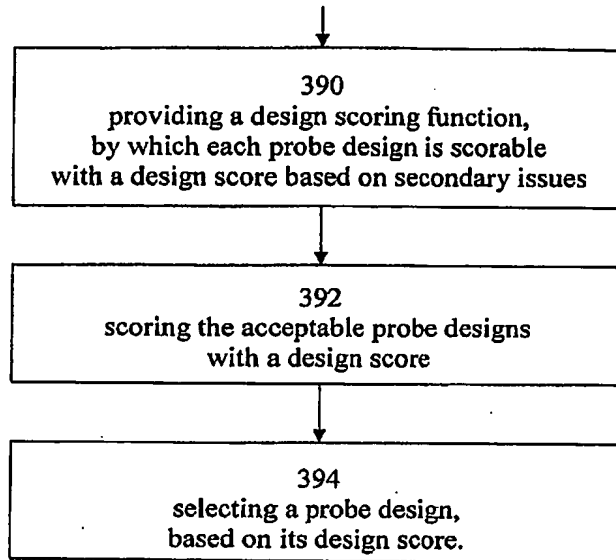 390
providing a design scoring function,
by which each probe design is scorable
with a design score based on secondary issues
392
scoring the acceptable probe designs
with a design score
394
selecting a probe design,
based on its design score.